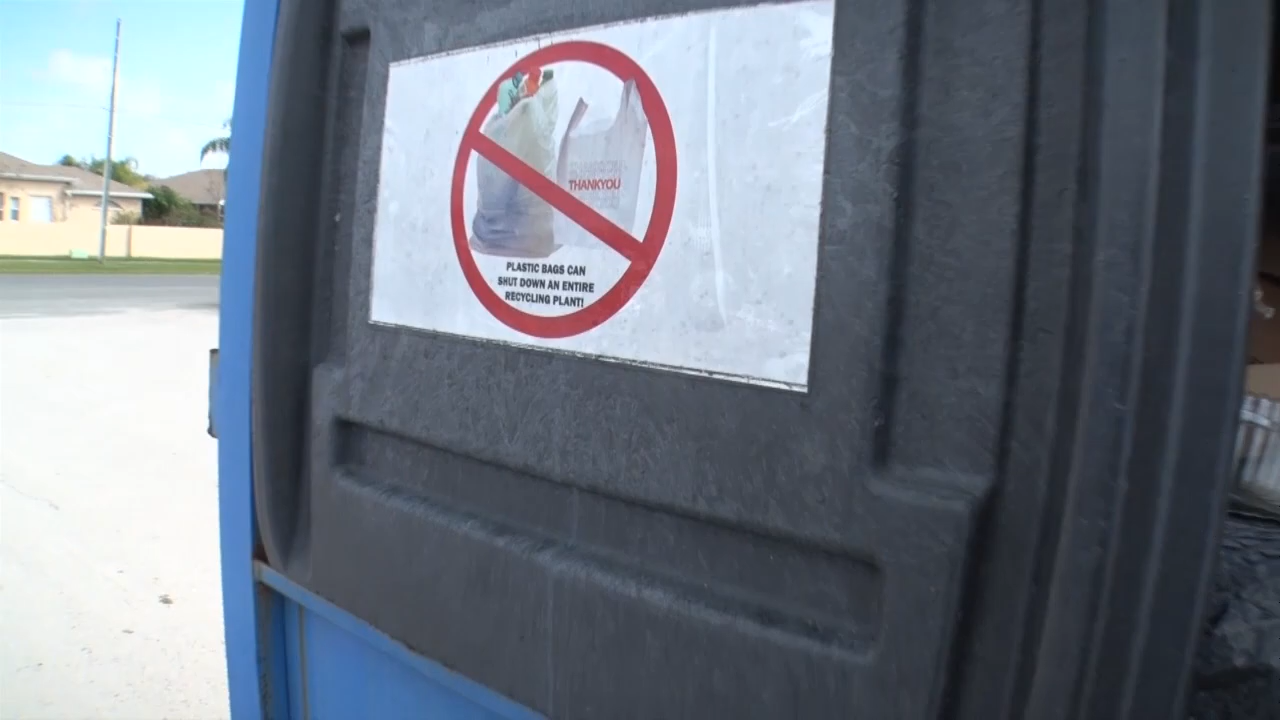 THANKYOU
PLASTIC BAGS CAN
SHUT DOWN AN ENTIRE
RECYCLING PLANT!